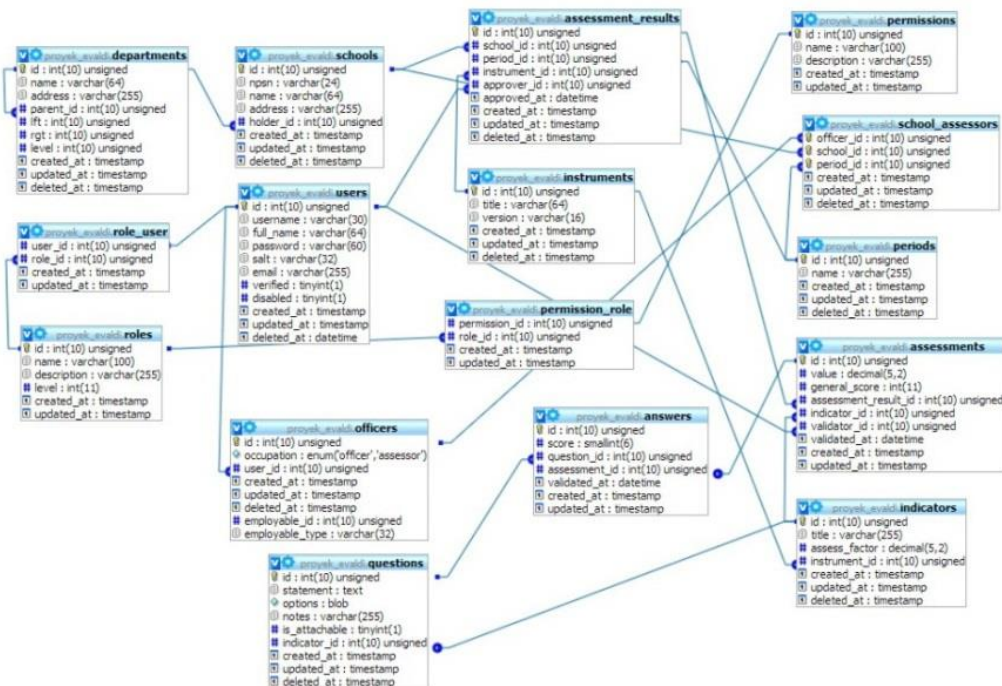 proyek_evaldi.departments
id : int(10) unsigned
name : varchar(64)
address : varchar(255)
parent_id : int(10) unsigned
lft : int(10) unsigned
rgt : int(10) unsigned
level : int(10) unsigned
created_at : timestamp
updated_at : timestamp
deleted_at : timestamp
proyek_evaldi.schools
id : int(10) unsigned
npsn : varchar(24)
name : varchar(64)
address : varchar(255)
holder_id : int(10) unsigned
created_at : timestamp
updated_at : timestamp
deleted_at : timestamp
proyek_evaldi.assessment_results
id : int(10) unsigned
school_id : int(10) unsigned
period_id : int(10) unsigned
instrument_id : int(10) unsigned
approver_id : int(10) unsigned
approved_at : datetime
created_at : timestamp
updated_at : timestamp
deleted_at : timestamp
proyek_evaldi.permissions
id : int(10) unsigned
name : varchar(100)
description : varchar(255)
created_at : timestamp
updated_at : timestamp
proyek_evaldi.school_assessors
officer_id : int(10) unsigned
school_id : int(10) unsigned
period_id : int(10) unsigned
created_at : timestamp
updated_at : timestamp
deleted_at : timestamp
proyek_evaldi.role_user
user_id : int(10) unsigned
role_id : int(10) unsigned
created_at : timestamp
updated_at : timestamp
proyek_evaldi.users
id : int(10) unsigned
username : varchar(30)
full_name : varchar(64)
password : varchar(60)
salt : varchar(32)
email : varchar(255)
verified : tinyint(1)
disabled : tinyint(1)
created_at : timestamp
updated_at : timestamp
deleted_at : datetime
proyek_evaldi.instruments
id : int(10) unsigned
title : varchar(64)
version : varchar(16)
created_at : timestamp
updated_at : timestamp
deleted_at : timestamp
proyek_evaldi.periods
id : int(10) unsigned
name : varchar(255)
created_at : timestamp
updated_at : timestamp
deleted_at : timestamp
proyek_evaldi.roles
id : int(10) unsigned
name : varchar(100)
description : varchar(255)
level : int(11)
created_at : timestamp
updated_at : timestamp
proyek_evaldi.permission_role
permission_id : int(10) unsigned
role_id : int(10) unsigned
created_at : timestamp
updated_at : timestamp
proyek_evaldi.assessments
id : int(10) unsigned
value : decimal(5,2)
general_score : int(11)
assessment_result_id : int(10) unsigned
indicator_id : int(10) unsigned
validator_id : int(10) unsigned
validated_at : datetime
created_at : timestamp
updated_at : timestamp
proyek_evaldi.officers
id : int(10) unsigned
occupation : enum('officer','assessor')
user_id : int(10) unsigned
created_at : timestamp
updated_at : timestamp
deleted_at : timestamp
employable_id : int(10) unsigned
employable_type : varchar(32)
proyek_evaldi.answers
id : int(10) unsigned
score : smallint(6)
question_id : int(10) unsigned
assessment_id : int(10) unsigned
validated_at : datetime
created_at : timestamp
updated_at : timestamp
proyek_evaldi.indicators
id : int(10) unsigned
title : varchar(255)
assess_factor : decimal(5,2)
instrument_id : int(10) unsigned
created_at : timestamp
updated_at : timestamp
deleted_at : timestamp
proyek_evaldi.questions
id : int(10) unsigned
statement : text
options : blob
notes : varchar(255)
is_attachable : tinyint(1)
indicator_id : int(10) unsigned
created_at : timestamp
updated_at : timestamp
deleted_at : timestamp